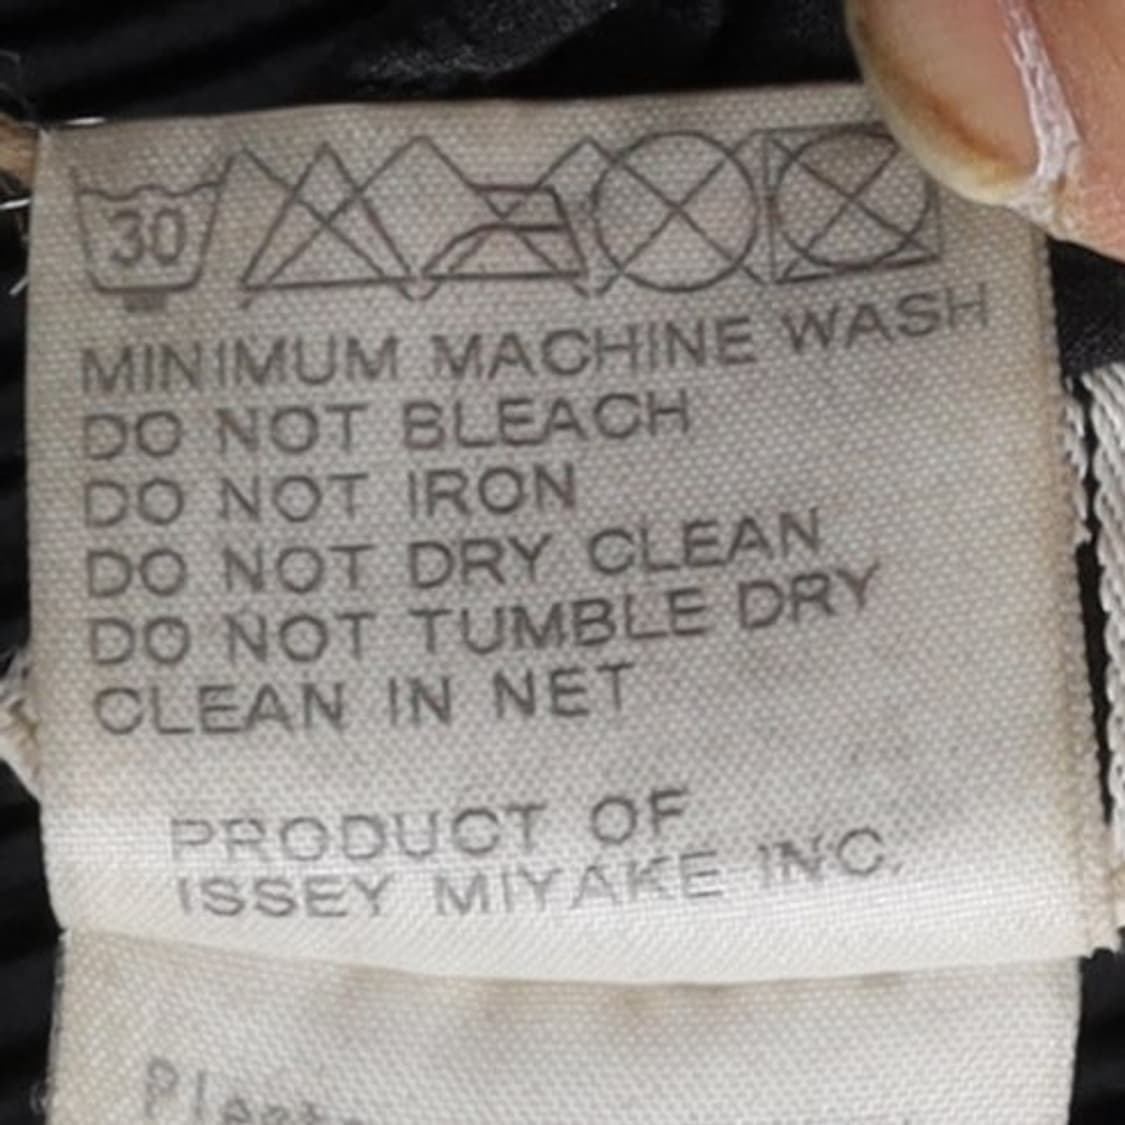 30
MINIMUM MACHINE WASH
DO NOT BLEACH
DO NOT IRON
DO NOT DRY CLEAN
DO NOT TUMBLE DRY
CLEAN IN NET
PRODUCT OF
ISSEY MIYAKE INC.